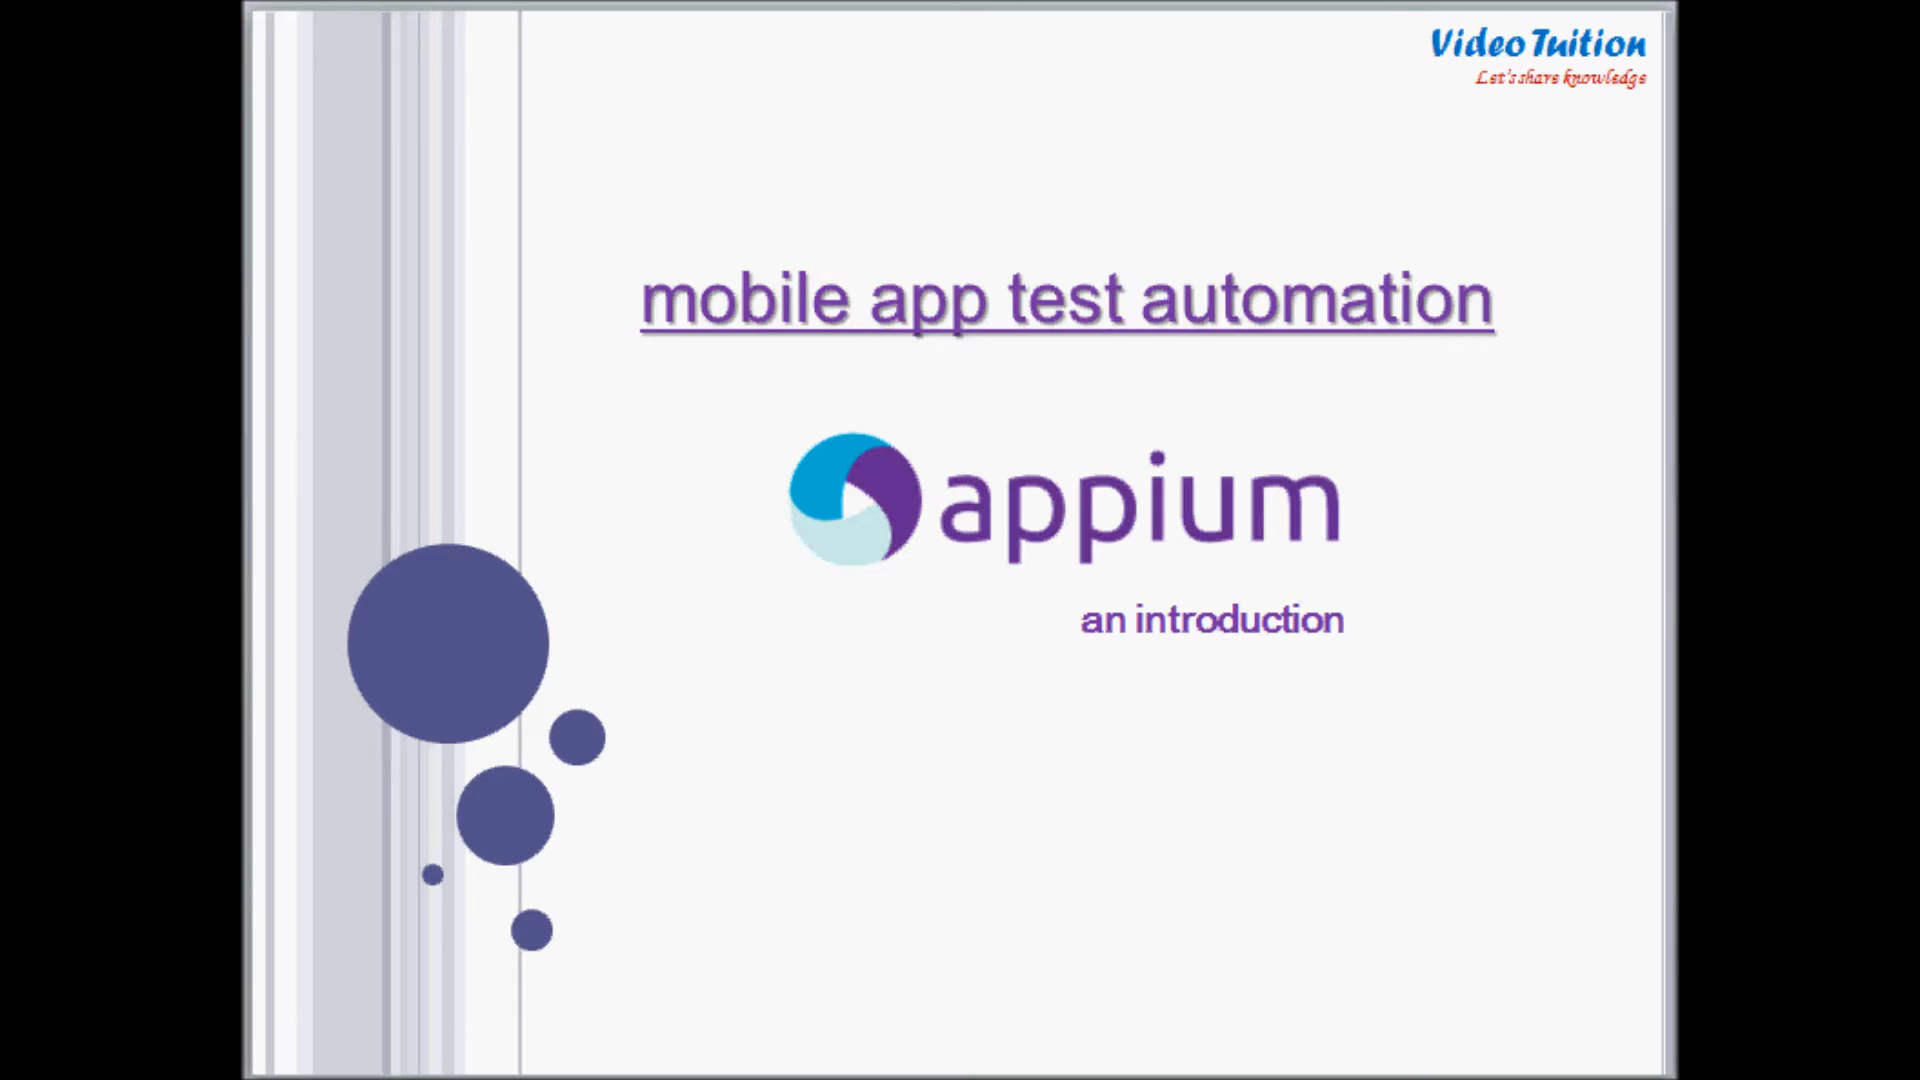 Video Tuition
Let's share knowledge
mobile app test automation
appium
an introduction